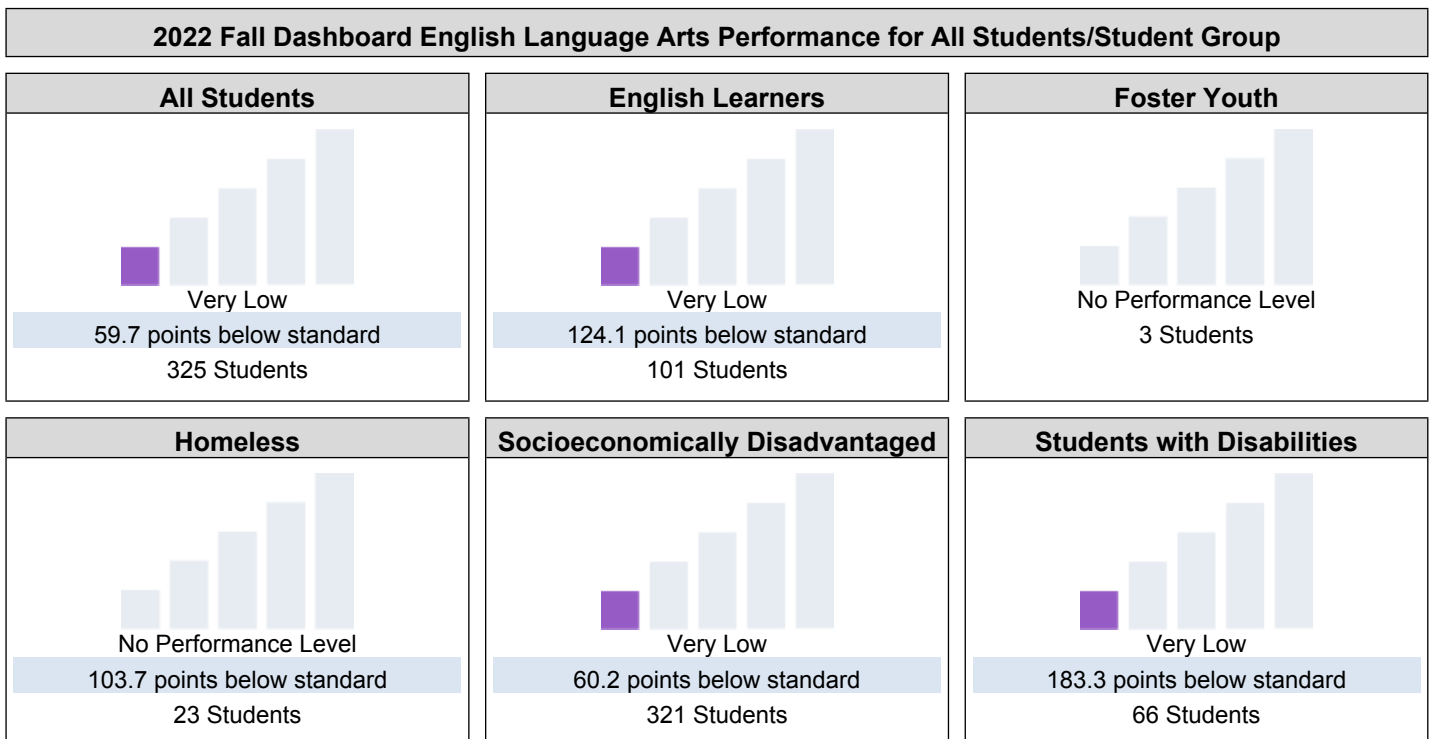 2022 Fall Dashboard English Language Arts Performance for All Students/Student Group
All Students
Very Low
59.7 points below standard
325 Students
English Learners
Very Low
124.1 points below standard
101 Students
Foster Youth
No Performance Level
3 Students
Homeless
No Performance Level
103.7 points below standard
23 Students
Socioeconomically Disadvantaged
Very Low
60.2 points below standard
321 Students
Students with Disabilities
Very Low
183.3 points below standard
66 Students